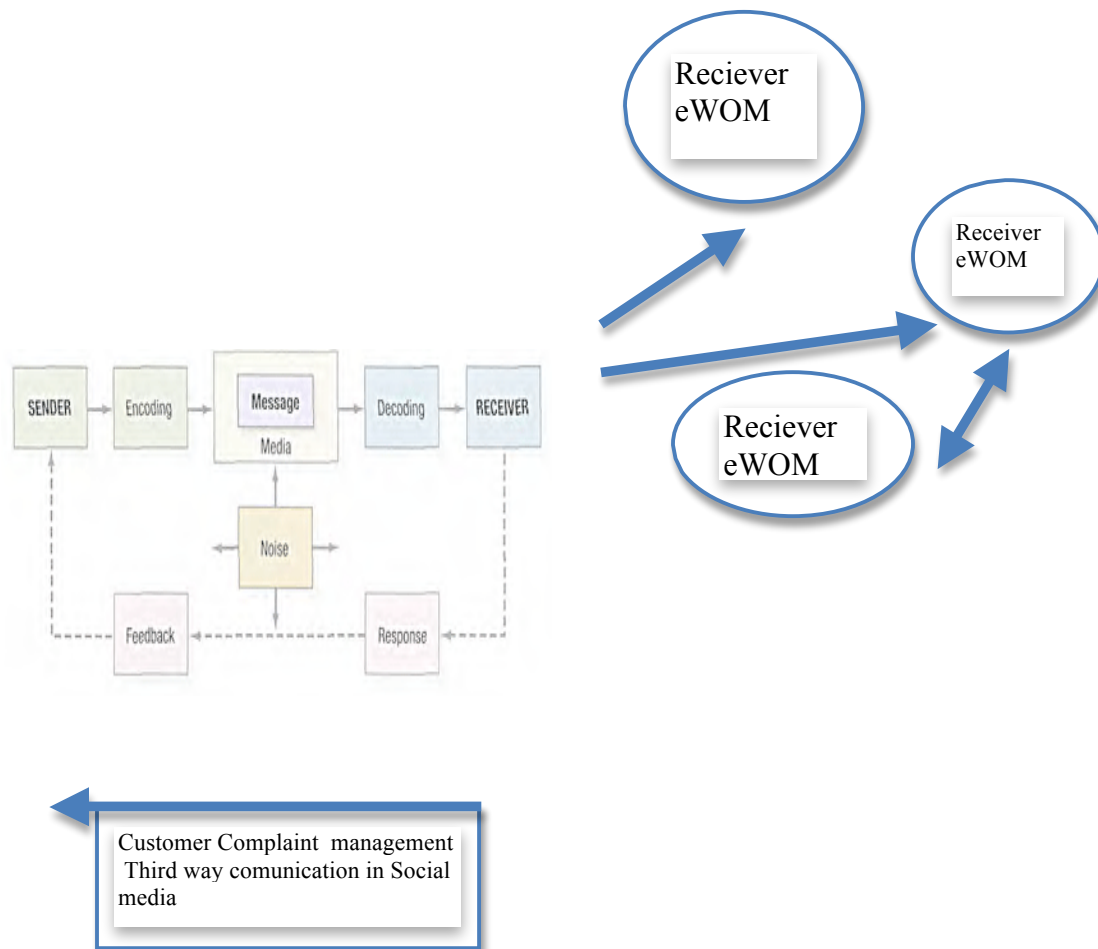 Reciever
eWOM
Receiver
eWOM
SENDER
Encoding
Message
Media
Decoding
RECEIVER
Reciever
eWOM
Noise
Feedback
Response
Customer Complaint management
Third way comunication in Social
media